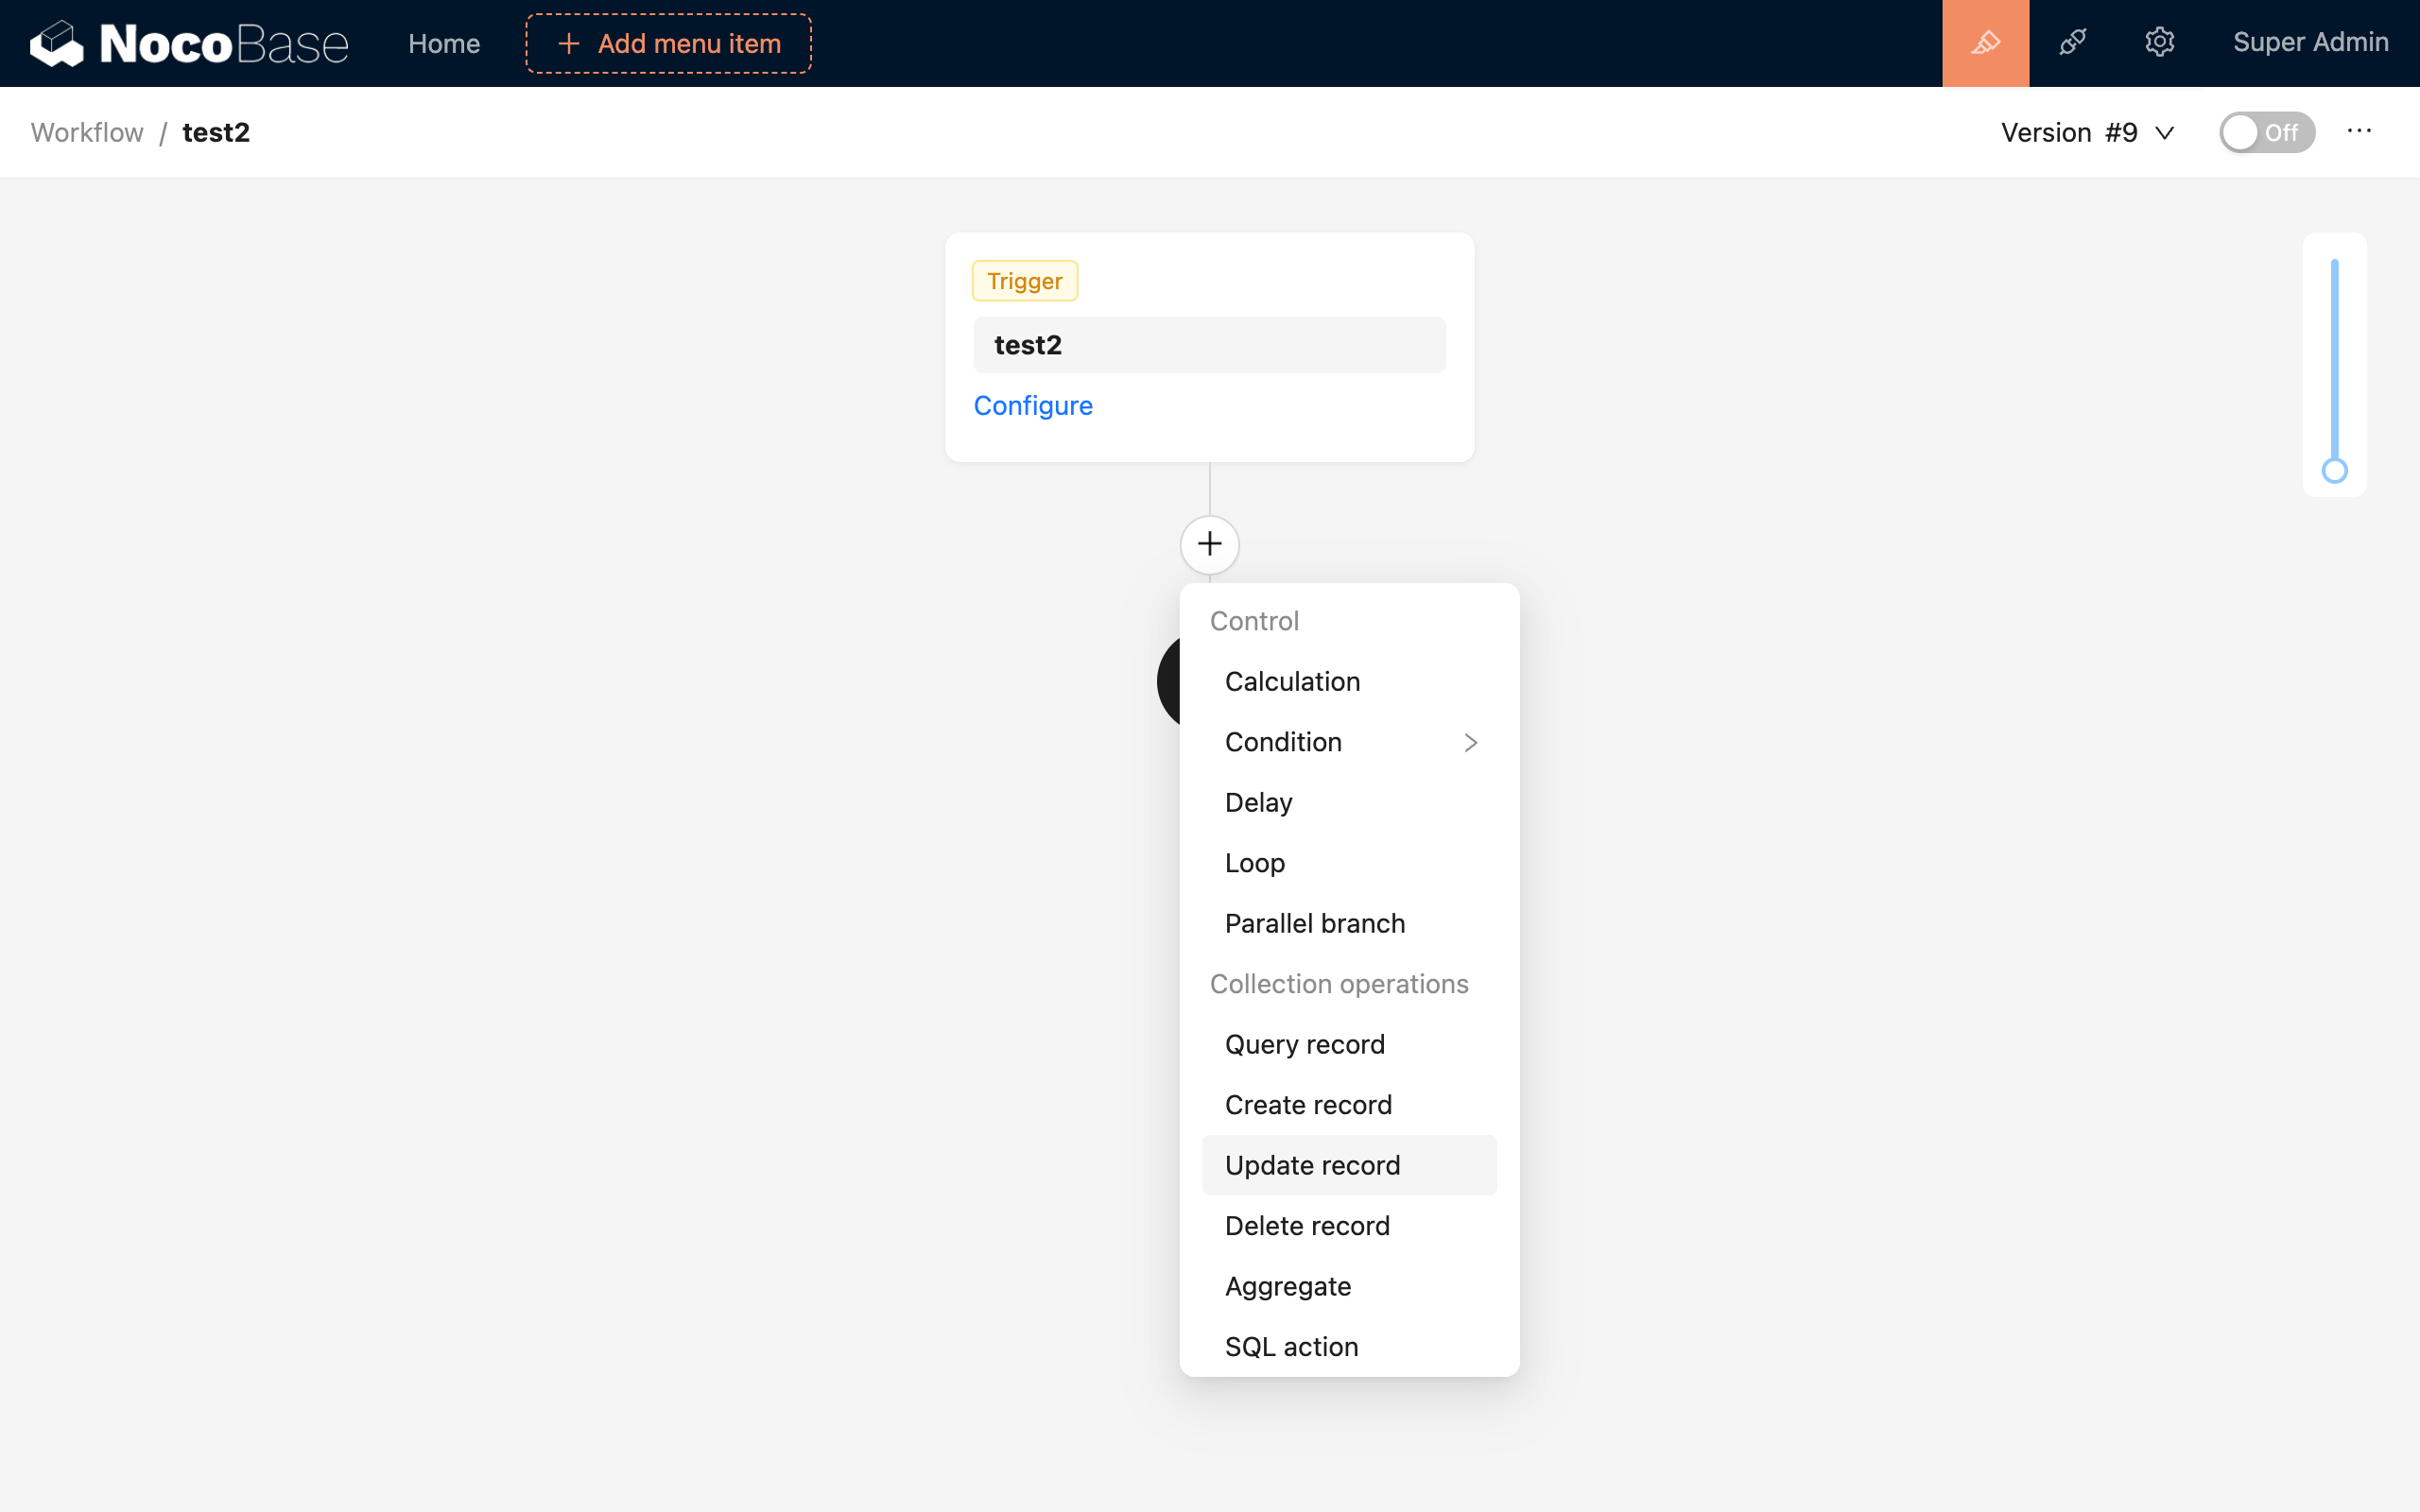 NocoBase Home + Add menu item Super Admin
Workflow / test2 Version #9 Off ···
Trigger
test2
Configure
Control
Calculation
Condition
Delay
Loop
Parallel branch
Collection operations
Query record
Create record
Update record
Delete record
Aggregate
SQL action